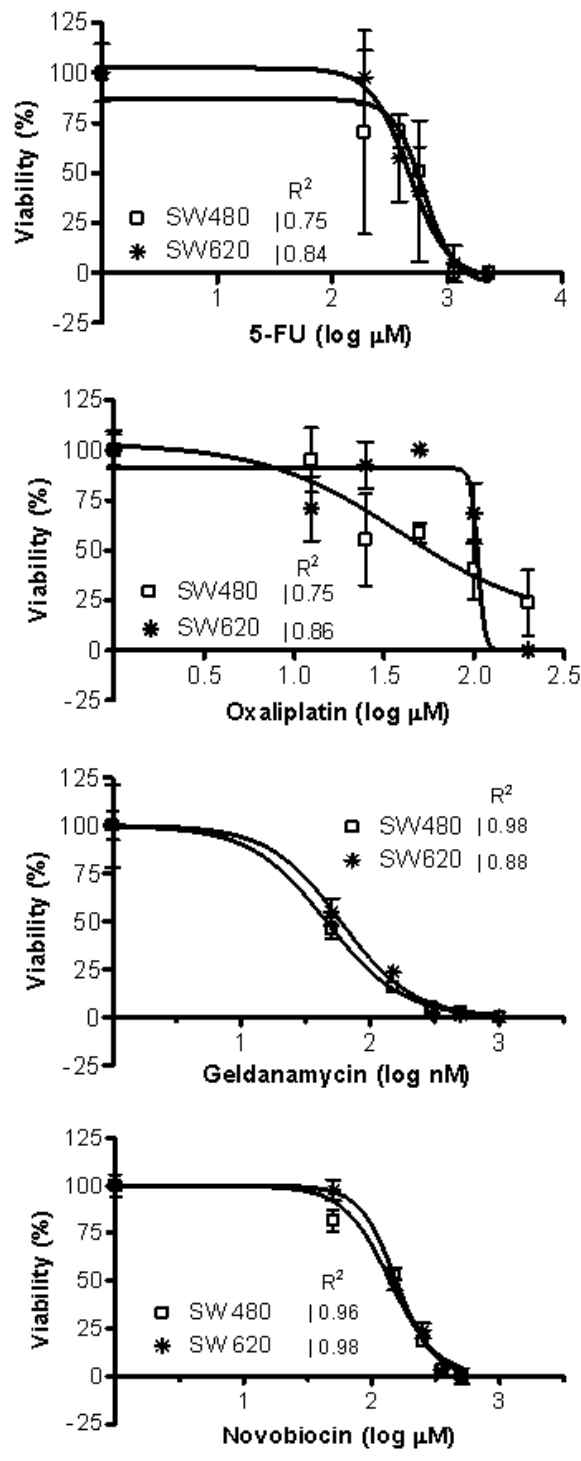 125
100
75
50
25
0
-25
Viability (%)
R²
SW480 | 0.75
SW620 | 0.84
1 2 3 4
5-FU (log µM)
125
100
75
50
25
0
-25
Viability (%)
R²
SW480 | 0.75
SW620 | 0.86
0.5 1.0 1.5 2.0 2.5
Oxaliplatin (log µM)
125
100
75
50
25
0
-25
Viability (%)
R²
SW480 | 0.98
SW620 | 0.88
1 2 3
Geldanamycin (log nM)
125
100
75
50
25
0
-25
Viability (%)
R²
SW480 | 0.96
SW620 | 0.98
1 2 3
Novobiocin (log µM)